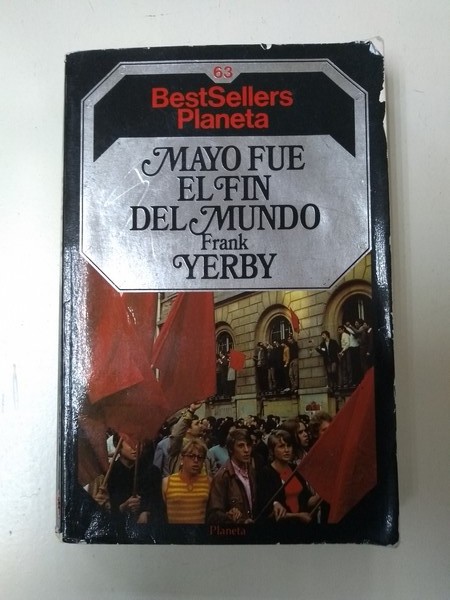 63
BestSellers
Planeta
MAYO FUE
EL FIN
DEL MUNDO
Frank
YERBY
Planeta